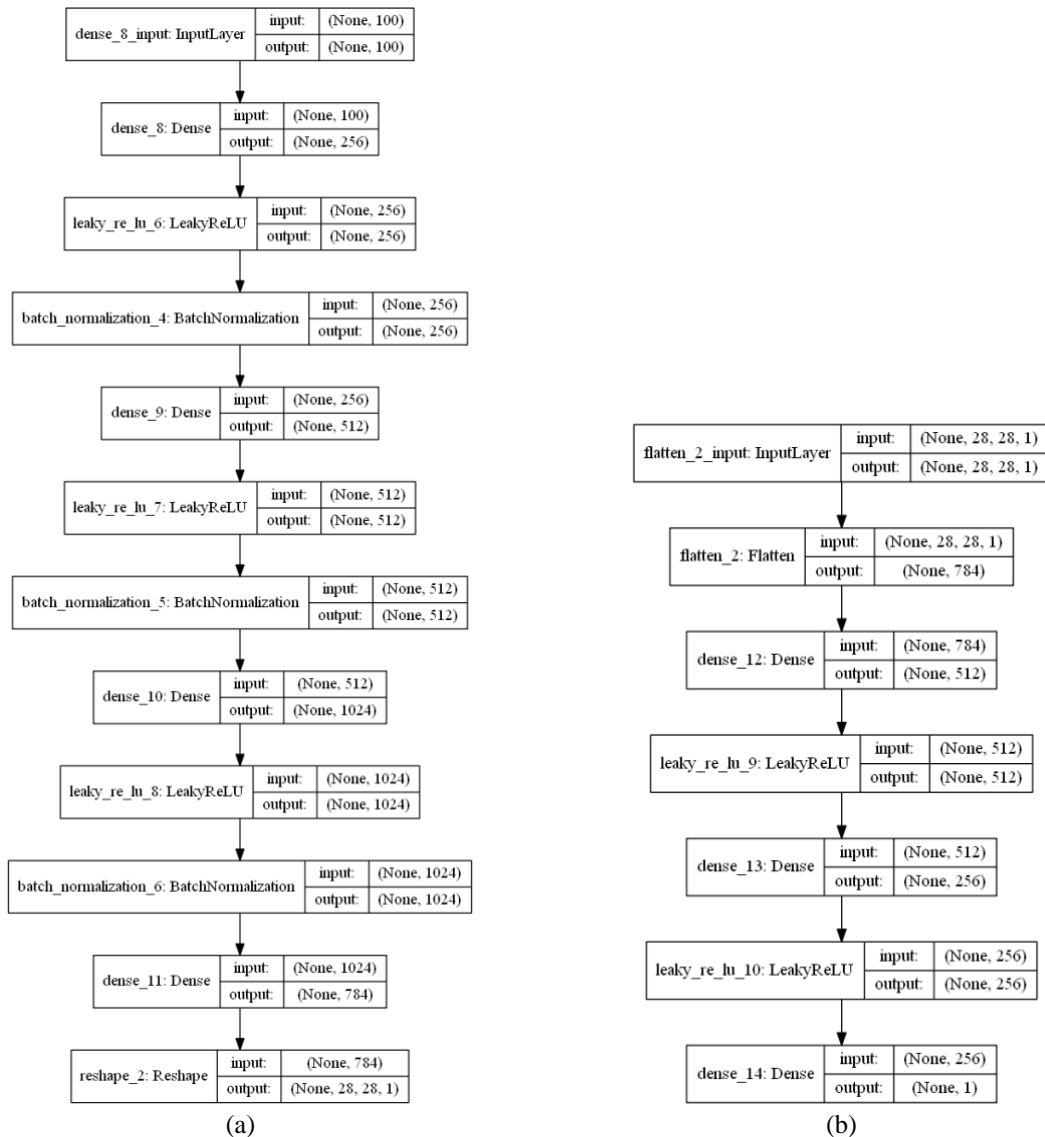 dense_8_input: InputLayer input: (None, 100)
output: (None, 100)
dense_8: Dense input: (None, 100)
output: (None, 256)
leaky_re_lu_6: LeakyReLU input: (None, 256)
output: (None, 256)
batch_normalization_4: BatchNormalization input: (None, 256)
output: (None, 256)
dense_9: Dense input: (None, 256)
output: (None, 512)
leaky_re_lu_7: LeakyReLU input: (None, 512)
output: (None, 512)
batch_normalization_5: BatchNormalization input: (None, 512)
output: (None, 512)
dense_10: Dense input: (None, 512)
output: (None, 1024)
leaky_re_lu_8: LeakyReLU input: (None, 1024)
output: (None, 1024)
batch_normalization_6: BatchNormalization input: (None, 1024)
output: (None, 1024)
dense_11: Dense input: (None, 1024)
output: (None, 784)
reshape_2: Reshape input: (None, 784)
output: (None, 28, 28, 1)
(a)
flatten_2_input: InputLayer input: (None, 28, 28, 1)
output: (None, 28, 28, 1)
flatten_2: Flatten input: (None, 28, 28, 1)
output: (None, 784)
dense_12: Dense input: (None, 784)
output: (None, 512)
leaky_re_lu_9: LeakyReLU input: (None, 512)
output: (None, 512)
dense_13: Dense input: (None, 512)
output: (None, 256)
leaky_re_lu_10: LeakyReLU input: (None, 256)
output: (None, 256)
dense_14: Dense input: (None, 256)
output: (None, 1)
(b)